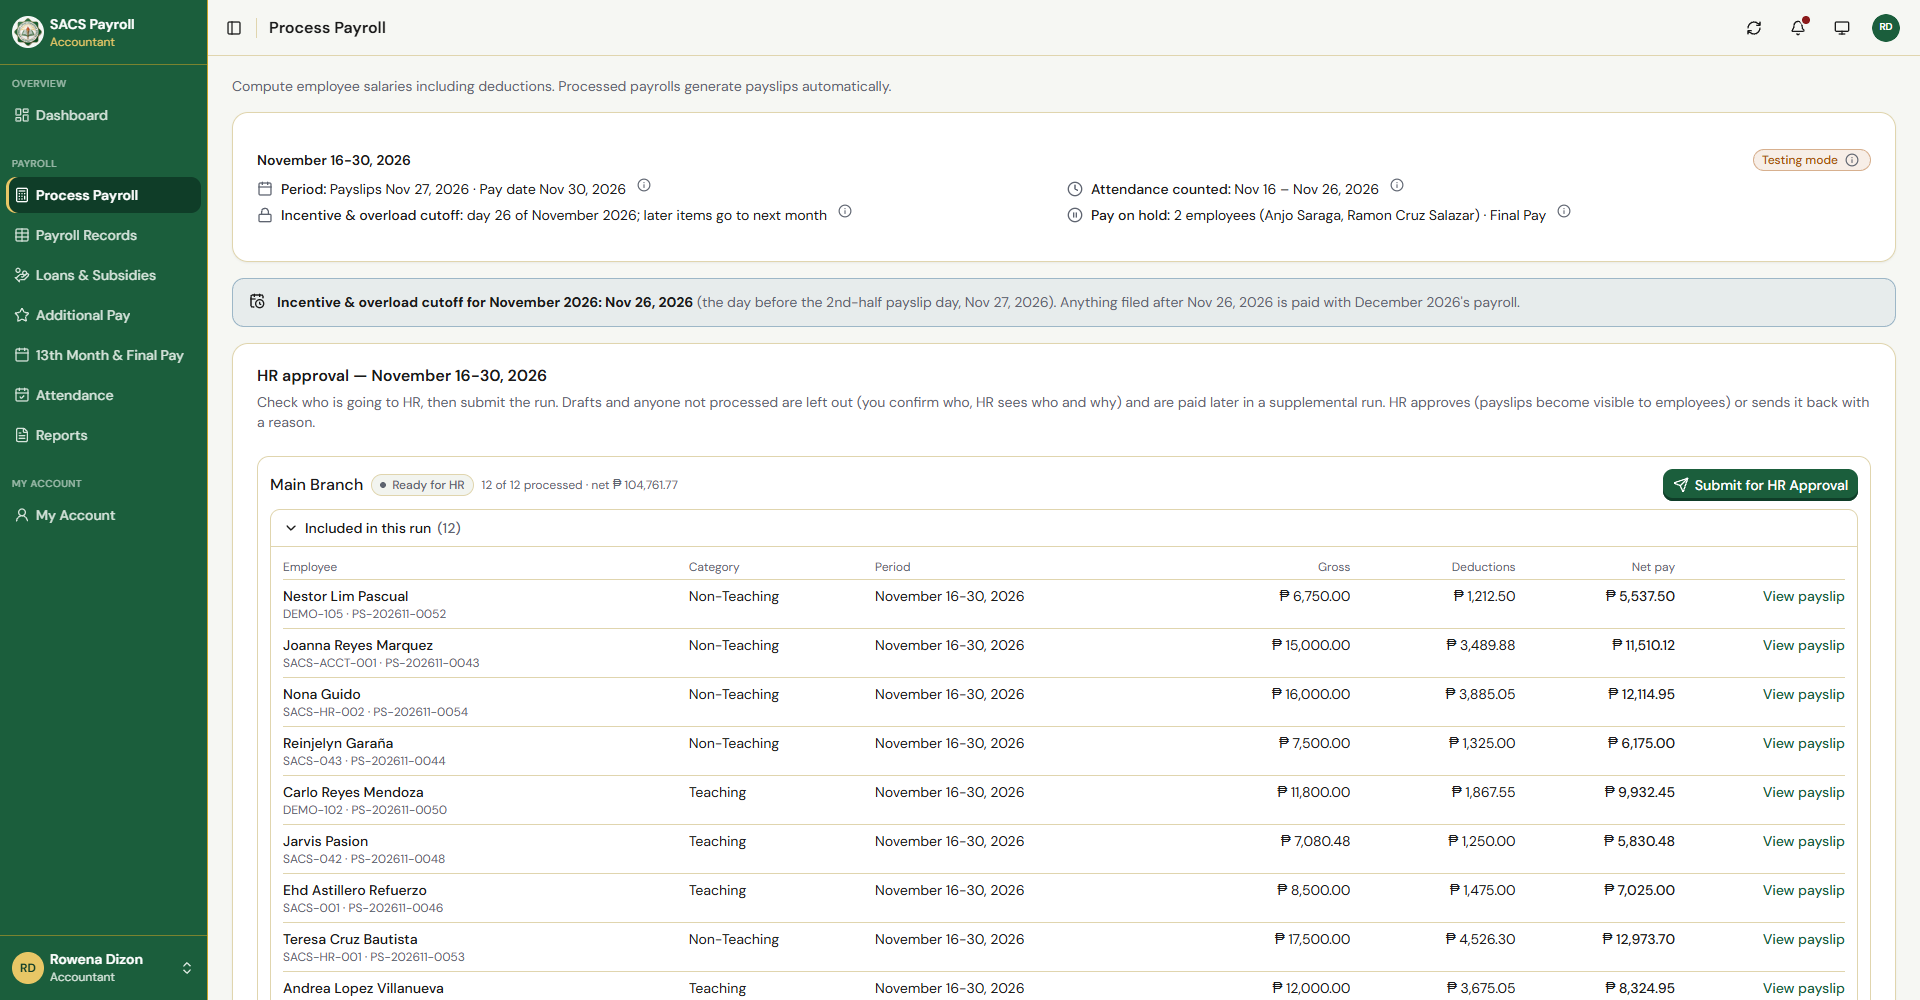 SACS Payroll
Accountant
OVERVIEW
Dashboard
PAYROLL
Process Payroll
Payroll Records
Loans & Subsidies
Additional Pay
13th Month & Final Pay
Attendance
Reports
MY ACCOUNT
My Account
RD
Rowena Dizon
Accountant
Process Payroll
RD
Compute employee salaries including deductions. Processed payrolls generate payslips automatically.
November 16-30, 2026
Testing mode
Period: Payslips Nov 27, 2026 · Pay date Nov 30, 2026
Attendance counted: Nov 16 – Nov 26, 2026
Incentive & overload cutoff: day 26 of November 2026; later items go to next month
Pay on hold: 2 employees (Anjo Saraga, Ramon Cruz Salazar) · Final Pay
Incentive & overload cutoff for November 2026: Nov 26, 2026 (the day before the 2nd-half payslip day, Nov 27, 2026). Anything filed after Nov 26, 2026 is paid with December 2026's payroll.
HR approval — November 16-30, 2026
Check who is going to HR, then submit the run. Drafts and anyone not processed are left out (you confirm who, HR sees who and why) and are paid later in a supplemental run. HR approves (payslips become visible to employees) or sends it back with
a reason.
Main Branch Ready for HR 12 of 12 processed · net ₱ 104,761.77
Submit for HR Approval
Included in this run (12)
Employee Category Period Gross Deductions Net pay
Nestor Lim Pascual Non-Teaching November 16-30, 2026 ₱ 6,750.00 ₱ 1,212.50 ₱ 5,537.50 View payslip
DEMO-105 · PS-202611-0052
Joanna Reyes Marquez Non-Teaching November 16-30, 2026 ₱ 15,000.00 ₱ 3,489.88 ₱ 11,510.12 View payslip
SACS-ACCT-001 · PS-202611-0043
Nona Guido Non-Teaching November 16-30, 2026 ₱ 16,000.00 ₱ 3,885.05 ₱ 12,114.95 View payslip
SACS-HR-002 · PS-202611-0054
Reinjelyn Garaña Non-Teaching November 16-30, 2026 ₱ 7,500.00 ₱ 1,325.00 ₱ 6,175.00 View payslip
SACS-043 · PS-202611-0044
Carlo Reyes Mendoza Teaching November 16-30, 2026 ₱ 11,800.00 ₱ 1,867.55 ₱ 9,932.45 View payslip
DEMO-102 · PS-202611-0050
Jarvis Pasion Teaching November 16-30, 2026 ₱ 7,080.48 ₱ 1,250.00 ₱ 5,830.48 View payslip
SACS-042 · PS-202611-0048
Ehd Astillero Refuerzo Teaching November 16-30, 2026 ₱ 8,500.00 ₱ 1,475.00 ₱ 7,025.00 View payslip
SACS-001 · PS-202611-0046
Teresa Cruz Bautista Non-Teaching November 16-30, 2026 ₱ 17,500.00 ₱ 4,526.30 ₱ 12,973.70 View payslip
SACS-HR-001 · PS-202611-0053
Andrea Lopez Villanueva Teaching November 16-30, 2026 ₱ 12,000.00 ₱ 3,675.05 ₱ 8,324.95 View payslip